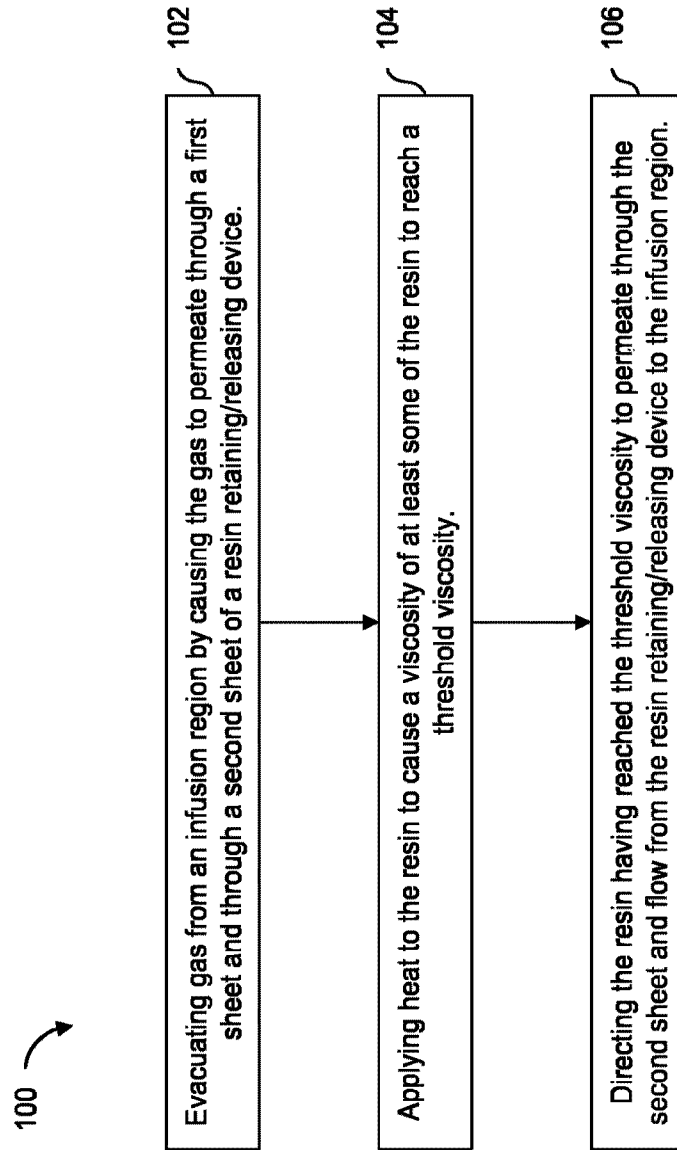 100
102
Evacuating gas from an infusion region by causing the gas to permeate through a first
sheet and through a second sheet of a resin retaining/releasing device.
104
Applying heat to the resin to cause a viscosity of at least some of the resin to reach a
threshold viscosity.
106
Directing the resin having reached the threshold viscosity to permeate through the
second sheet and flow from the resin retaining/releasing device to the infusion region.